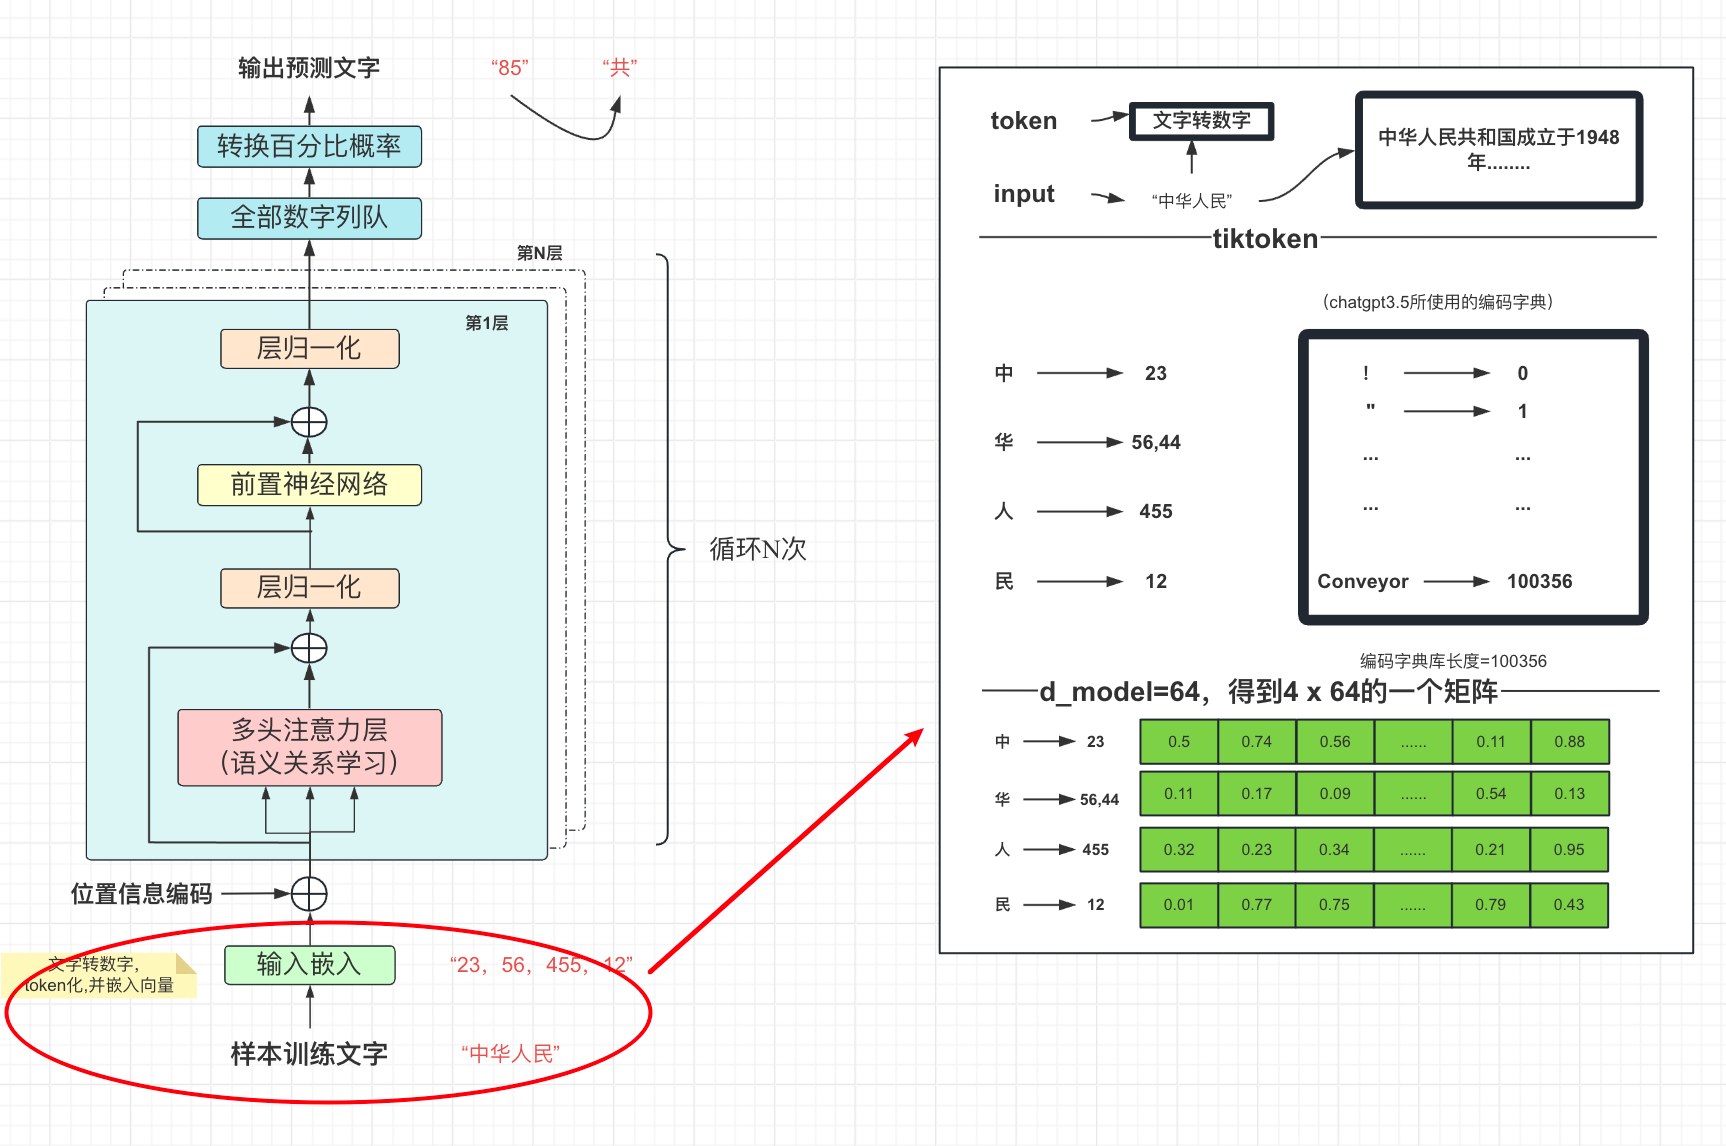 输出预测文字
“85”
“共”
转换百分比概率
全部数字列队
第N层
第1层
层归一化
前置神经网络
层归一化
多头注意力层
（语义关系学习）
循环N次
位置信息编码
文字转数字，
token化,并嵌入向量
输入嵌入
“23，56，455，12”
样本训练文字
“中华人民”
token
文字转数字
中华人民共和国成立于1948
年........
input
“中华人民”
tiktoken
（chatgpt3.5所使用的编码字典）
中 23
华 56,44
人 455
民 12
! 0
" 1
... ...
... ...
Conveyor 100356
编码字典库长度=100356
d_model=64，得到4 x 64的一个矩阵
中 23 0.5 0.74 0.56 ...... 0.11 0.88
华 56,44 0.11 0.17 0.09 ...... 0.54 0.13
人 455 0.32 0.23 0.34 ...... 0.21 0.95
民 12 0.01 0.77 0.75 ...... 0.79 0.43